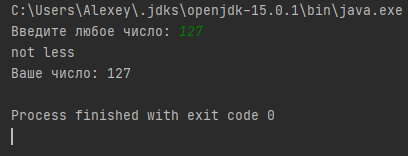 C:\Users\Alexey\.jdks\openjdk-15.0.1\bin\java.exe
Введите любое число: 127
not less
Ваше число: 127
Process finished with exit code 0